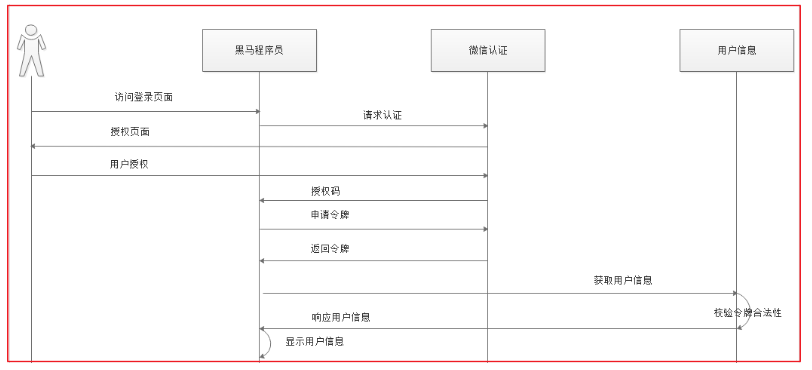 黑马程序员
微信认证
用户信息
访问登录页面
请求认证
授权页面
用户授权
授权码
申请令牌
返回令牌
获取用户信息
校验令牌合法性
响应用户信息
显示用户信息